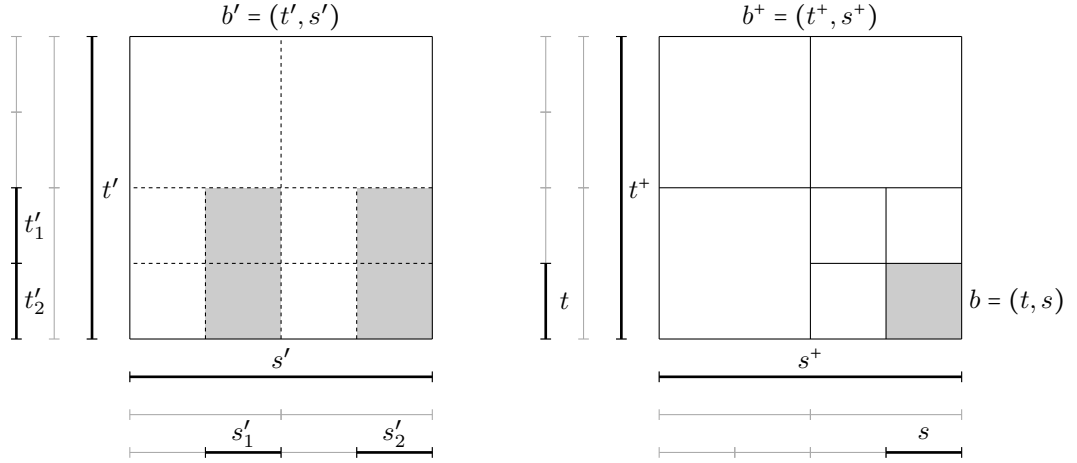 b′ = (t′, s′)
t′
t′₁
t′₂
s′
s′₁
s′₂
b⁺ = (t⁺, s⁺)
t⁺
t
b = (t, s)
s⁺
s